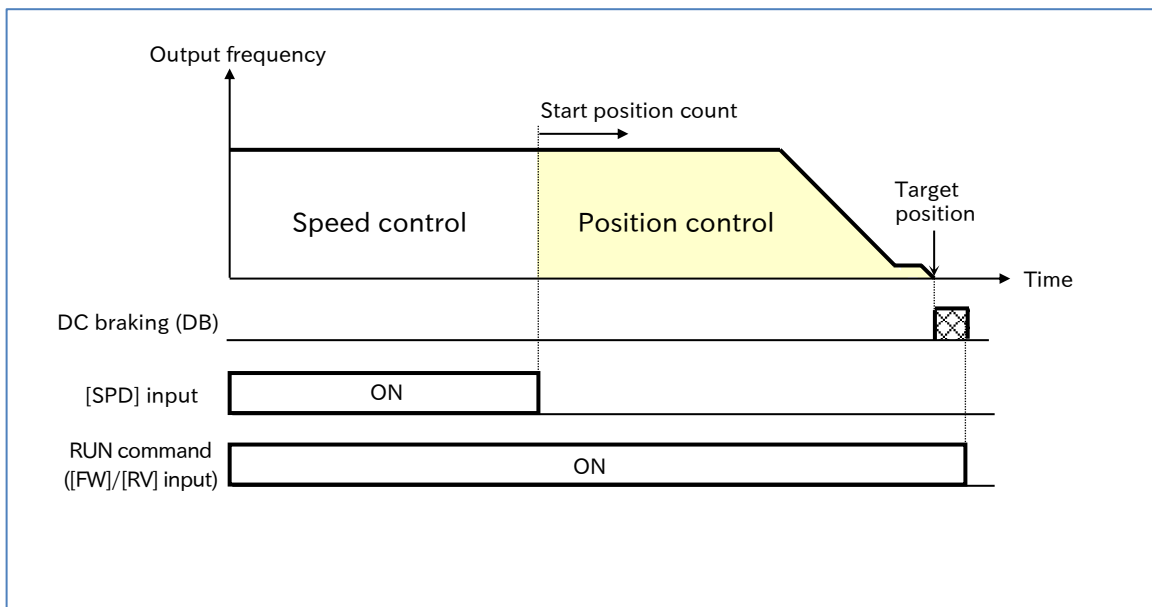 Output frequency
Start position count
Speed control
Position control
Target
position
Time
DC braking (DB)
[SPD] input
ON
RUN command
([FW]/[RV] input)
ON